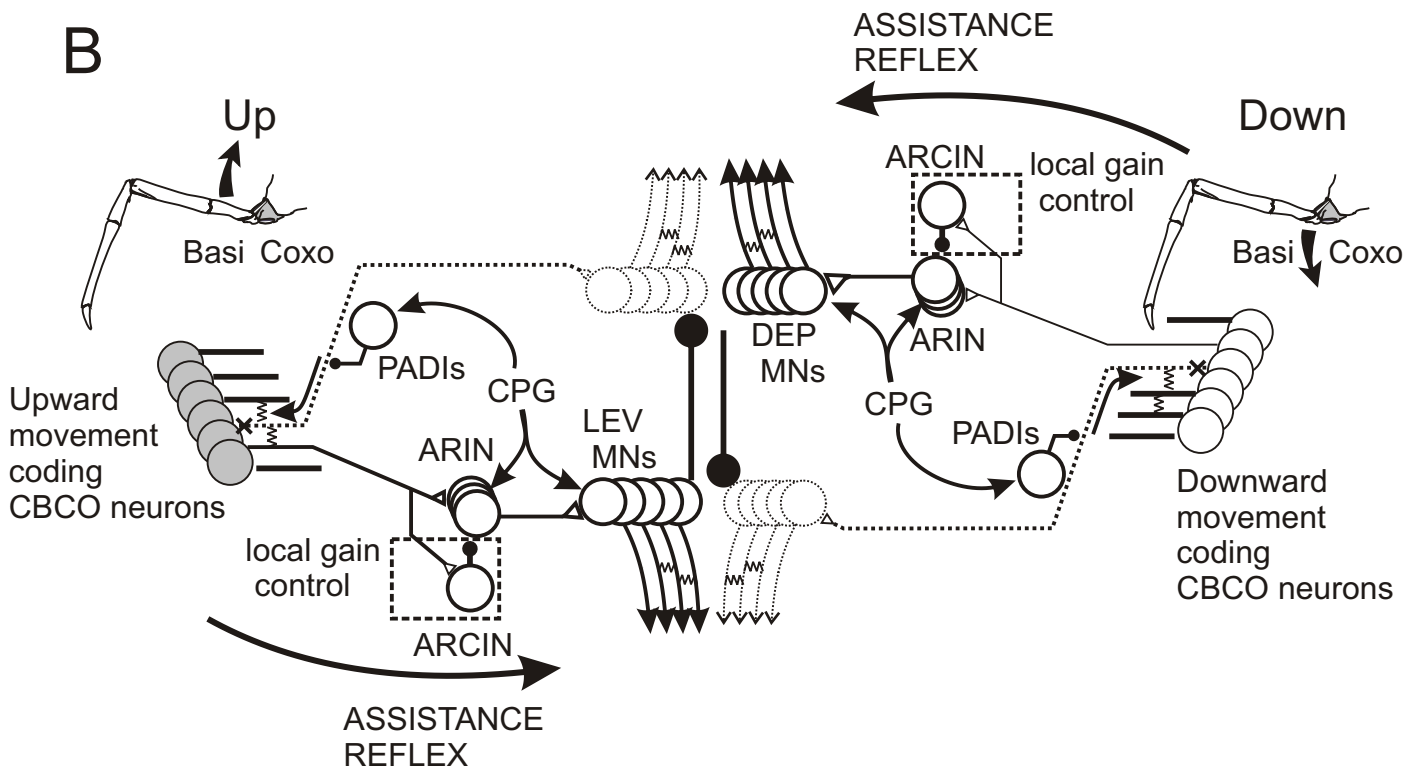 B
ASSISTANCE
REFLEX
Up
Down
ARCIN
local gain
control
Basi Coxo
Basi Coxo
PADIs
DEP
MNs
ARIN
CPG
CPG
Upward
movement
coding
CBCO neurons
ARIN
LEV
MNs
PADIs
Downward
movement
coding
CBCO neurons
local gain
control
ARCIN
ASSISTANCE
REFLEX